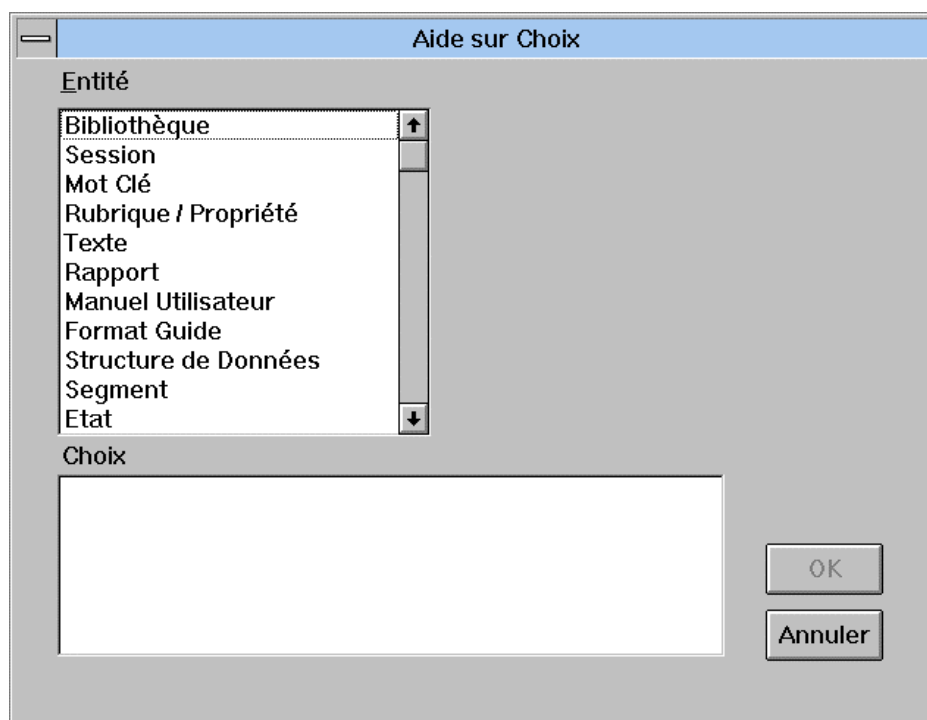 Aide sur Choix
Entité
Bibliothèque
Session
Mot Clé
Rubrique / Propriété
Texte
Rapport
Manuel Utilisateur
Format Guide
Structure de Données
Segment
Etat
Choix
OK
Annuler